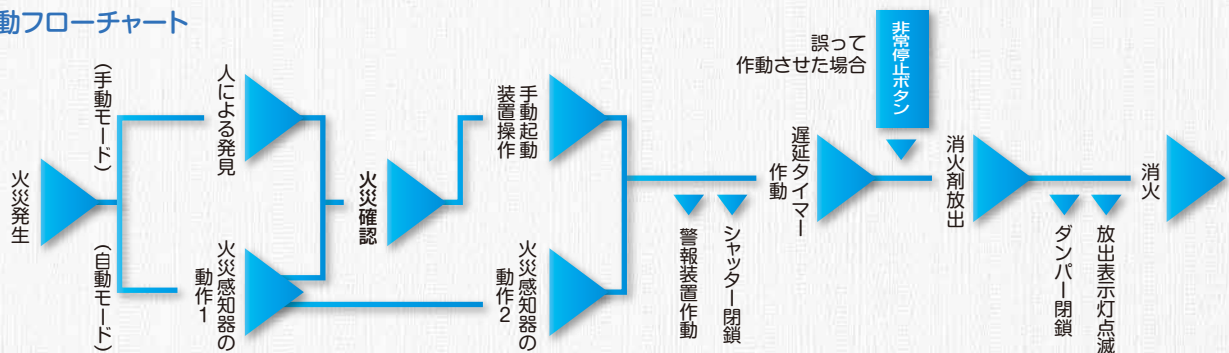 動フローチャート
火災発生
(手動モード)
(自動モード)
人による発見
火災感知器の
動作1
火災確認
手動起動
装置操作
火災感知器の
動作2
警報装置作動
シャッター閉鎖
遅延タイマー
作動
誤って
作動させた場合
非常停止ボタン
消火剤放出
ダンパー閉鎖
放出表示灯点滅
消火